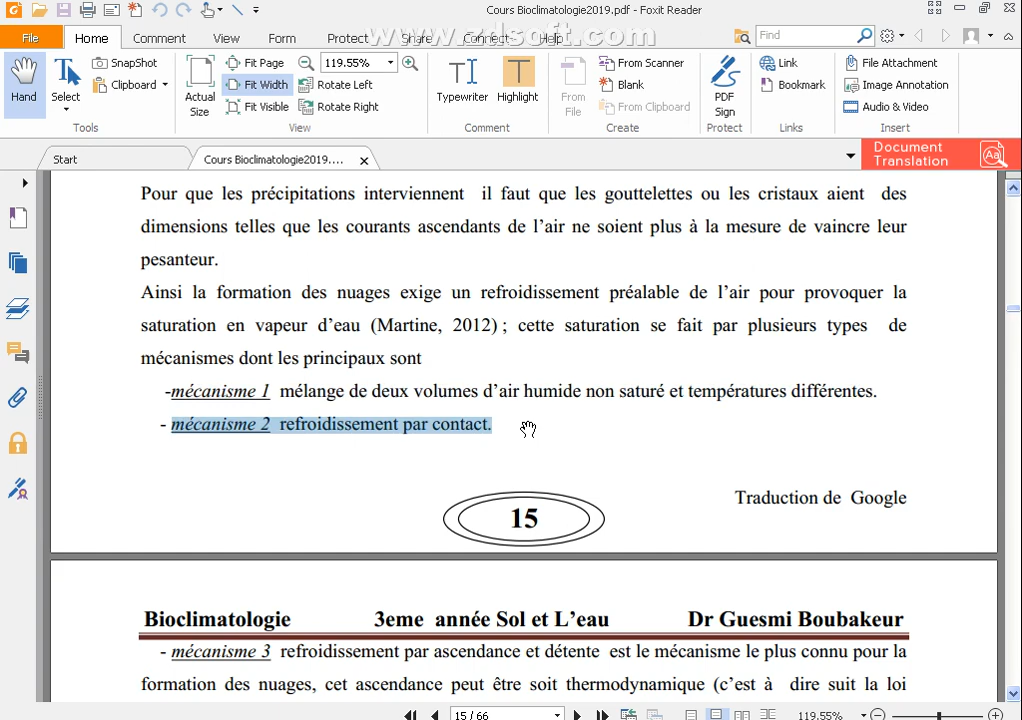 Cours Bioclimatologie2019.pdf - Foxit Reader
File Home Comment View Form Protect Share Connect Help Find
www.zdsoft.com
Hand
Select
SnapShot
Clipboard
Tools
Actual Size
Fit Page
Fit Width
Fit Visible
119.55%
Rotate Left
Rotate Right
View
Typewriter
Highlight
Comment
From File
From Scanner
Blank
From Clipboard
Create
PDF Sign
Protect
Link
Bookmark
Links
File Attachment
Image Annotation
Audio & Video
Insert
Start
Cours Bioclimatologie2019....
Document Translation
Pour que les précipitations interviennent il faut que les gouttelettes ou les cristaux aient des
dimensions telles que les courants ascendants de l’air ne soient plus à la mesure de vaincre leur
pesanteur.
Ainsi la formation des nuages exige un refroidissement préalable de l’air pour provoquer la
saturation en vapeur d’eau (Martine, 2012) ; cette saturation se fait par plusieurs types de
mécanismes dont les principaux sont
-mécanisme 1 mélange de deux volumes d’air humide non saturé et températures différentes.
- mécanisme 2 refroidissement par contact.
Traduction de Google
15
Bioclimatologie 3eme année Sol et L’eau Dr Guesmi Boubakeur
- mécanisme 3 refroidissement par ascendance et détente est le mécanisme le plus connu pour la
formation des nuages, cet ascendance peut être soit thermodynamique (c’est à dire suit la loi
15 / 66
119.55%